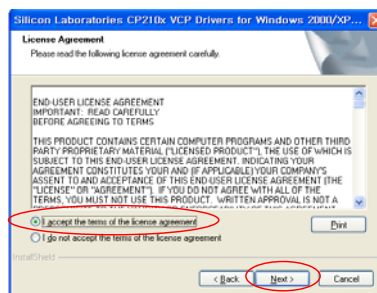 Silicon Laboratories CP210x VCP Drivers for Windows 2000/XP...
License Agreement
Please read the following license agreement carefully.
END-USER LICENSE AGREEMENT
IMPORTANT: READ CAREFULLY
BEFORE AGREEING TO TERMS
THIS PRODUCT CONTAINS CERTAIN COMPUTER PROGRAMS AND OTHER THIRD
PARTY PROPRIETARY MATERIAL ("LICENSED PRODUCT"), THE USE OF WHICH IS
SUBJECT TO THIS END-USER LICENSE AGREEMENT. INDICATING YOUR
AGREEMENT CONSTITUTES YOUR AND (IF APPLICABLE) YOUR COMPANY'S
ASSENT TO AND ACCEPTANCE OF THIS END-USER LICENSE AGREEMENT (THE
"LICENSE" OR "AGREEMENT"). IF YOU DO NOT AGREE WITH ALL OF THE
TERMS, YOU MUST NOT USE THIS PRODUCT. WRITTEN APPROVAL IS NOT A
I accept the terms of the license agreement
Print
I do not accept the terms of the license agreement
InstallShield
< Back
Next >
Cancel